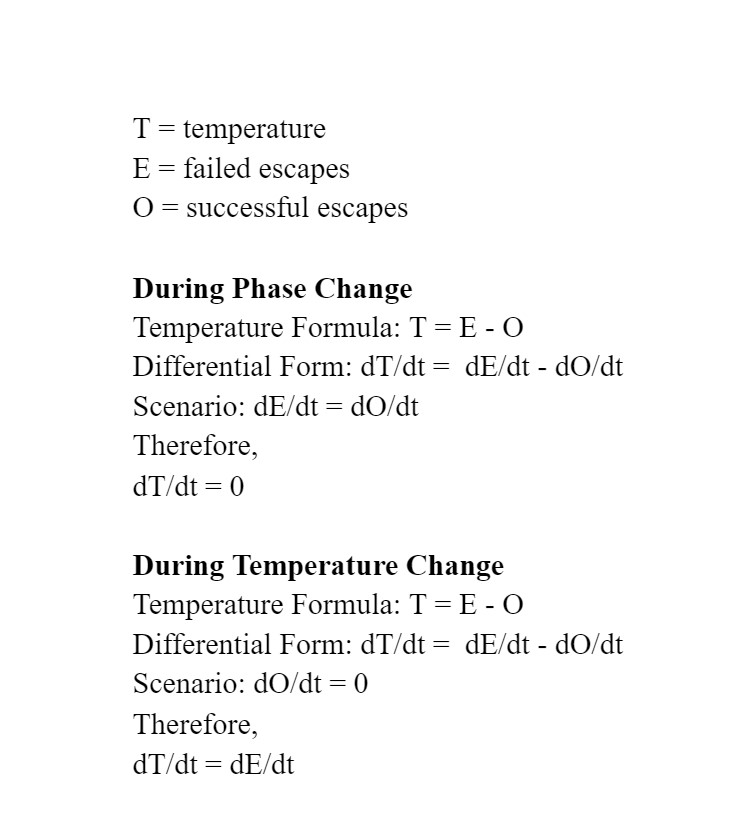 T = temperature
E = failed escapes
O = successful escapes
During Phase Change
Temperature Formula: T = E - O
Differential Form: dT/dt =  dE/dt - dO/dt
Scenario: dE/dt = dO/dt
Therefore,
dT/dt = 0
During Temperature Change
Temperature Formula: T = E - O
Differential Form: dT/dt =  dE/dt - dO/dt
Scenario: dO/dt = 0
Therefore,
dT/dt = dE/dt